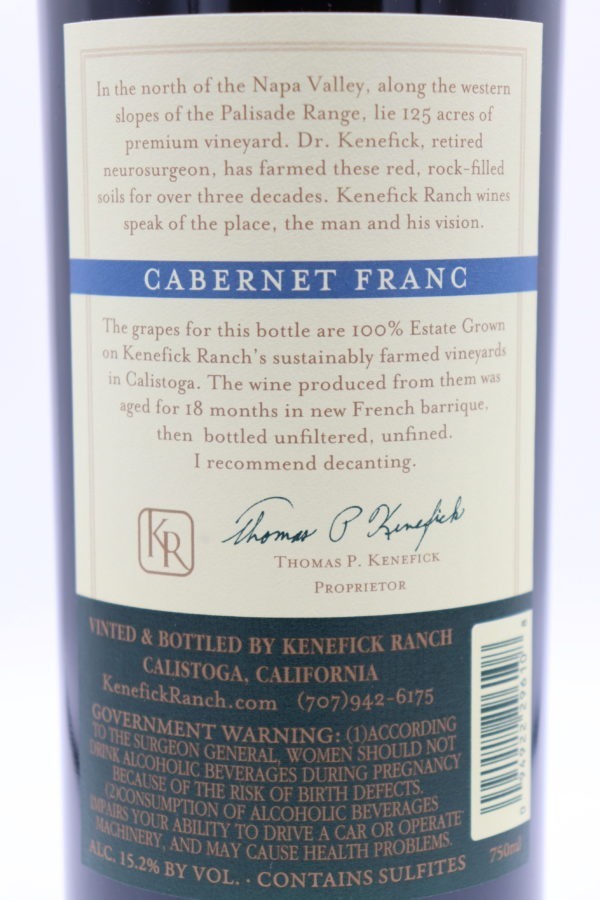 In the north of the Napa Valley, along the western
slopes of the Palisade Range, lie 125 acres of
premium vineyard. Dr. Kenefick, retired
neurosurgeon, has farmed these red, rock-filled
soils for over three decades. Kenefick Ranch wines
speak of the place, the man and his vision.
CABERNET FRANC
The grapes for this bottle are 100% Estate Grown
on Kenefick Ranch's sustainably farmed vineyards
in Calistoga. The wine produced from them was
aged for 18 months in new French barrique,
then bottled unfiltered, unfined.
I recommend decanting.
KR
Thomas P Kenefick
THOMAS P. KENEFICK
PROPRIETOR
VINTED & BOTTLED BY KENEFICK RANCH
CALISTOGA, CALIFORNIA
KenefickRanch.com (707)942-6175
GOVERNMENT WARNING: (1)ACCORDING
TO THE SURGEON GENERAL, WOMEN SHOULD NOT
DRINK ALCOHOLIC BEVERAGES DURING PREGNANCY
BECAUSE OF THE RISK OF BIRTH DEFECTS.
(2)CONSUMPTION OF ALCOHOLIC BEVERAGES
IMPAIRS YOUR ABILITY TO DRIVE A CAR OR OPERATE
MACHINERY, AND MAY CAUSE HEALTH PROBLEMS.
ALC. 15.2% BY VOL. · CONTAINS SULFITES
750ml
0 94922 29610 8